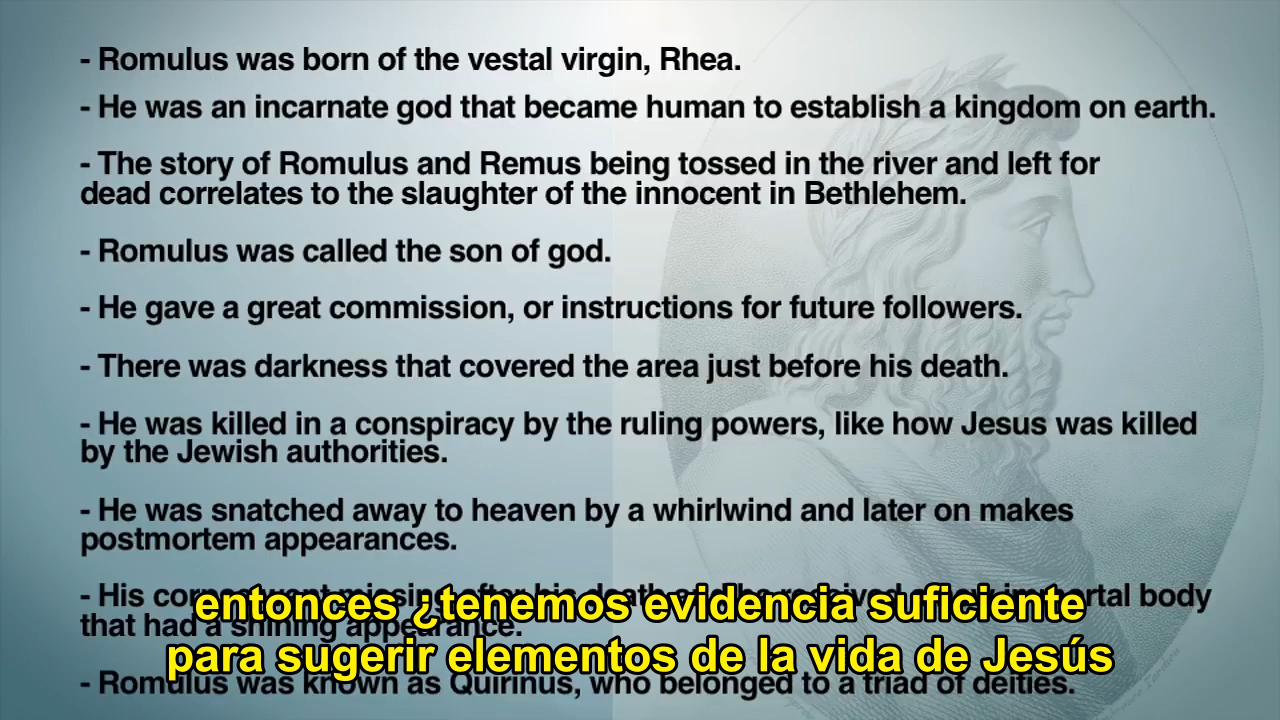 - Romulus was born of the vestal virgin, Rhea.
- He was an incarnate god that became human to establish a kingdom on earth.
- The story of Romulus and Remus being tossed in the river and left for
dead correlates to the slaughter of the innocent in Bethlehem.
- Romulus was called the son of god.
- He gave a great commission, or instructions for future followers.
- There was darkness that covered the area just before his death.
- He was killed in a conspiracy by the ruling powers, like how Jesus was killed
by the Jewish authorities.
- He was snatched away to heaven by a whirlwind and later on makes
postmortem appearances.
- His body
that had a shining appearance.
entonces ¿tenemos evidencia suficiente
para sugerir elementos de la vida de Jesús
- Romulus was known as Quirinus, who belonged to a triad of deities.